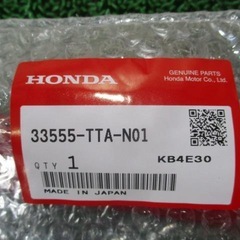 HONDA
GENUINE PARTS
Honda Motor Co., Ltd.
33555-TTA-N01
QTY 1
KB4E30
MADE IN JAPAN